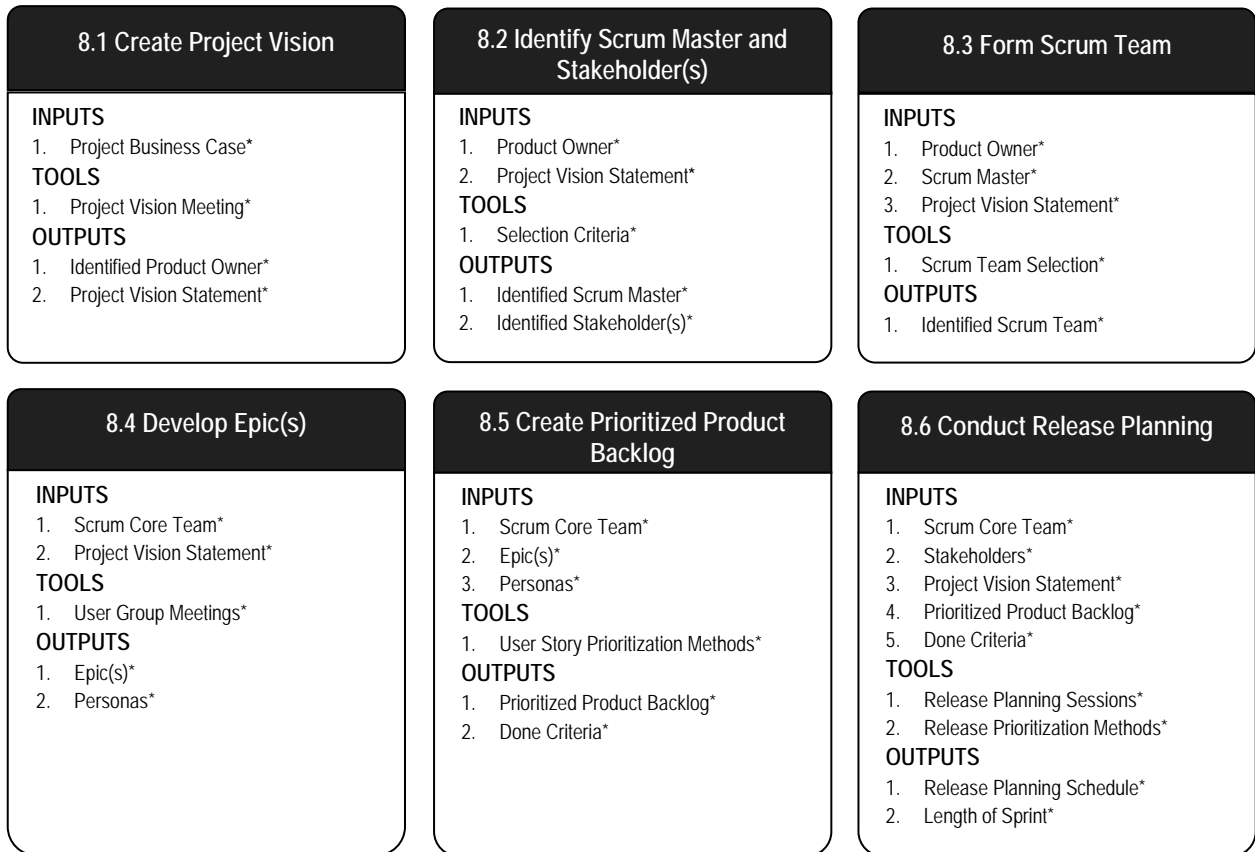 8.1 Create Project Vision
INPUTS
1. Project Business Case*
TOOLS
1. Project Vision Meeting*
OUTPUTS
1. Identified Product Owner*
2. Project Vision Statement*
8.2 Identify Scrum Master and
Stakeholder(s)
INPUTS
1. Product Owner*
2. Project Vision Statement*
TOOLS
1. Selection Criteria*
OUTPUTS
1. Identified Scrum Master*
2. Identified Stakeholder(s)*
8.3 Form Scrum Team
INPUTS
1. Product Owner*
2. Scrum Master*
3. Project Vision Statement*
TOOLS
1. Scrum Team Selection*
OUTPUTS
1. Identified Scrum Team*
8.4 Develop Epic(s)
INPUTS
1. Scrum Core Team*
2. Project Vision Statement*
TOOLS
1. User Group Meetings*
OUTPUTS
1. Epic(s)*
2. Personas*
8.5 Create Prioritized Product
Backlog
INPUTS
1. Scrum Core Team*
2. Epic(s)*
3. Personas*
TOOLS
1. User Story Prioritization Methods*
OUTPUTS
1. Prioritized Product Backlog*
2. Done Criteria*
8.6 Conduct Release Planning
INPUTS
1. Scrum Core Team*
2. Stakeholders*
3. Project Vision Statement*
4. Prioritized Product Backlog*
5. Done Criteria*
TOOLS
1. Release Planning Sessions*
2. Release Prioritization Methods*
OUTPUTS
1. Release Planning Schedule*
2. Length of Sprint*